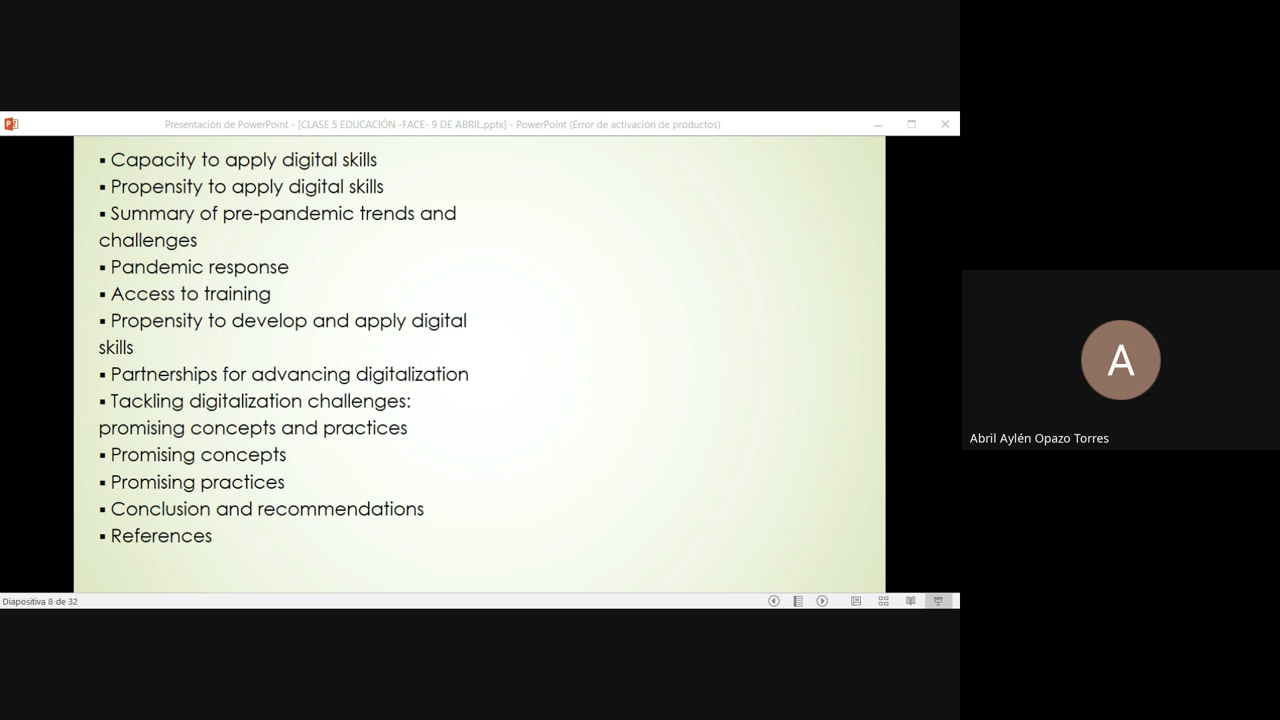 Presentación de PowerPoint - [CLASE 5 EDUCACIÓN -FACE- 9 DE ABRIL.pptx] - PowerPoint (Error de activación de productos)
▪ Capacity to apply digital skills
▪ Propensity to apply digital skills
▪ Summary of pre-pandemic trends and
challenges
▪ Pandemic response
▪ Access to training
▪ Propensity to develop and apply digital
skills
▪ Partnerships for advancing digitalization
▪ Tackling digitalization challenges:
promising concepts and practices
▪ Promising concepts
▪ Promising practices
▪ Conclusion and recommendations
▪ References
Diapositiva 8 de 32
A
Abril Aylén Opazo Torres